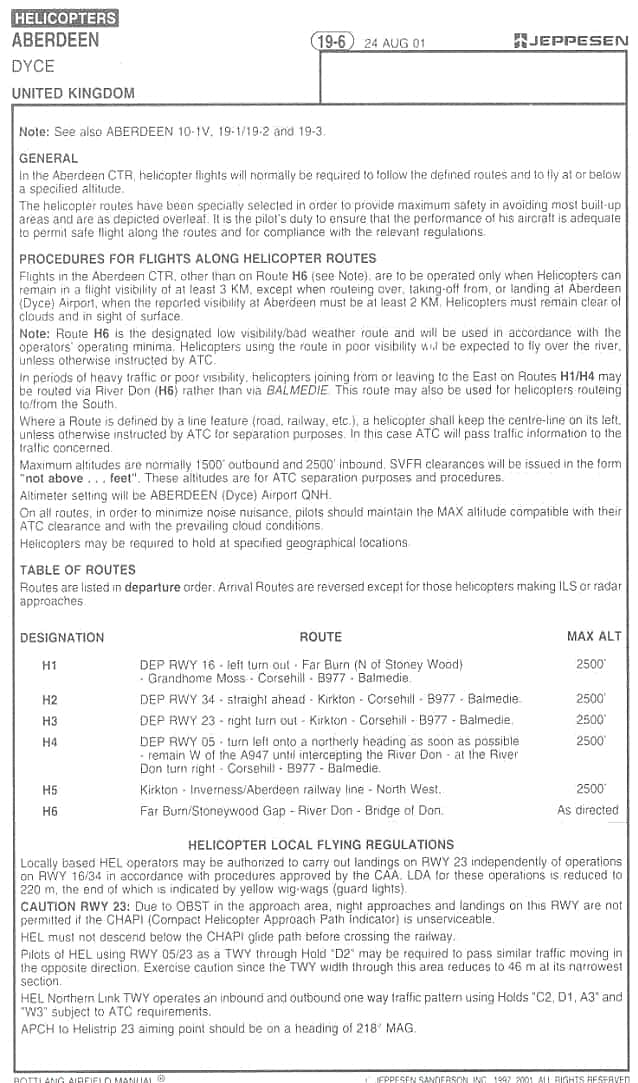 HELICOPTERS
ABERDEEN
DYCE
UNITED KINGDOM
19-6 24 AUG 01 JEPPESEN
Note: See also ABERDEEN 10-1V, 19-1/19-2 and 19-3.
GENERAL
In the Aberdeen CTR, helicopter flights will normally be required to follow the defined routes and to fly at or below
a specified altitude.
The helicopter routes have been specially selected in order to provide maximum safety in avoiding most built-up
areas and are as depicted overleaf. It is the pilot's duty to ensure that the performance of his aircraft is adequate
to permit safe flight along the routes and for compliance with the relevant regulations.
PROCEDURES FOR FLIGHTS ALONG HELICOPTER ROUTES
Flights in the Aberdeen CTR, other than on Route H6 (see Note), are to be operated only when Helicopters can
remain in a flight visibility of at least 3 KM, except when routeing over, taking-off from, or landing at Aberdeen
(Dyce) Airport, when the reported visibility at Aberdeen must be at least 2 KM. Helicopters must remain clear of
clouds and in sight of surface.
Note: Route H6 is the designated low visibility/bad weather route and will be used in accordance with the
operators' operating minima. Helicopters using the route in poor visibility will be expected to fly over the river,
unless otherwise instructed by ATC.
In periods of heavy traffic or poor visibility, helicopters joining from or leaving to the East on Routes H1/H4 may
be routed via River Don (H6) rather than via BALMEDIE. This route may also be used for helicopters routeing
to/from the South.
Where a Route is defined by a line feature (road, railway, etc.), a helicopter shall keep the centre-line on its left,
unless otherwise instructed by ATC for separation purposes. In this case ATC will pass traffic information to the
traffic concerned.
Maximum altitudes are normally 1500' outbound and 2500' inbound. SVFR clearances will be issued in the form
"not above . . . feet". These altitudes are for ATC separation purposes and procedures.
Altimeter setting will be ABERDEEN (Dyce) Airport QNH.
On all routes, in order to minimize noise nuisance, pilots should maintain the MAX altitude compatible with their
ATC clearance and with the prevailing cloud conditions.
Helicopters may be required to hold at specified geographical locations.
TABLE OF ROUTES
Routes are listed in departure order. Arrival Routes are reversed except for those helicopters making ILS or radar
approaches.
DESIGNATION ROUTE MAX ALT
H1 DEP RWY 16 - left turn out - Far Burn (N of Stoney Wood) 2500'
- Grandhome Moss - Corsehill - B977 - Balmedie.
H2 DEP RWY 34 - straight ahead - Kirkton - Corsehill - B977 - Balmedie. 2500'
H3 DEP RWY 23 - right turn out - Kirkton - Corsehill - B977 - Balmedie. 2500'
H4 DEP RWY 05 - turn left onto a northerly heading as soon as possible 2500'
- remain W of the A947 until intercepting the River Don - at the River
Don turn right - Corsehill - B977 - Balmedie.
H5 Kirkton - Inverness/Aberdeen railway line - North West. 2500'
H6 Far Burn/Stoneywood Gap - River Don - Bridge of Don. As directed
HELICOPTER LOCAL FLYING REGULATIONS
Locally based HEL operators may be authorized to carry out landings on RWY 23 independently of operations
on RWY 16/34 in accordance with procedures approved by the CAA. LDA for these operations is reduced to
220 m, the end of which is indicated by yellow wig-wags (guard lights).
CAUTION RWY 23: Due to OBST in the approach area, night approaches and landings on this RWY are not
permitted if the CHAPI (Compact Helicopter Approach Path Indicator) is unserviceable.
HEL must not descend below the CHAPI glide path before crossing the railway.
Pilots of HEL using RWY 05/23 as a TWY through Hold "D2" may be required to pass similar traffic moving in
the opposite direction. Exercise caution since the TWY width through this area reduces to 46 m at its narrowest
section.
HEL Northern Link TWY operates an inbound and outbound one way traffic pattern using Holds "C2, D1, A3" and
"W3" subject to ATC requirements.
APCH to Helistrip 23 aiming point should be on a heading of 218° MAG.
BOTTLANG AIRFIELD MANUAL ® JEPPESEN SANDERSON, INC. 1997, 2001. ALL RIGHTS RESERVED